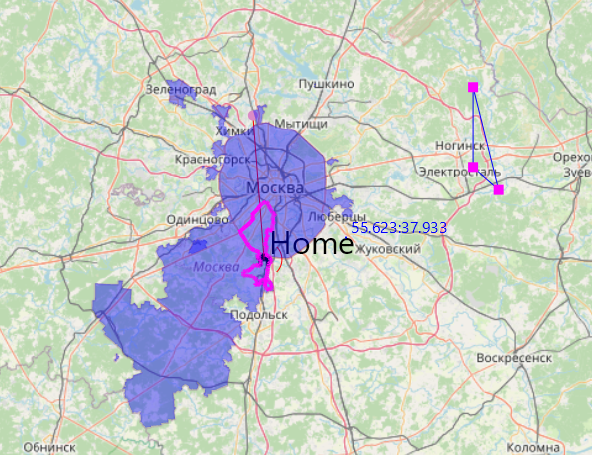 Зеленоград
Пушкино
Химки
Мытищи
Красногорск
Ногинск
Электросталь
Орехо
Зуево
Москва
Одинцово
Люберцы
55.623:37.933
Home
Жуковский
Москва
Подольск
Воскресенск
Обнинск
Коломна